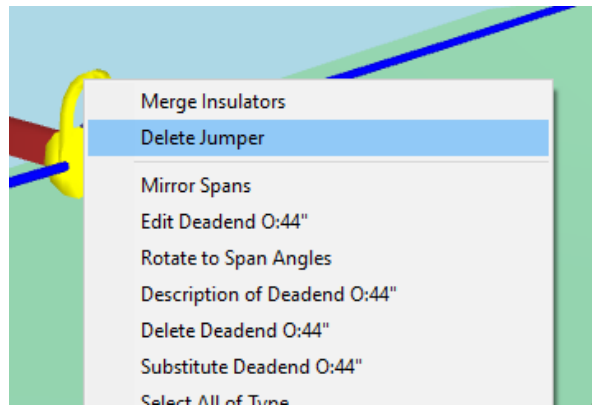 Merge Insulators
Delete Jumper
Mirror Spans
Edit Deadend O:44"
Rotate to Span Angles
Description of Deadend O:44"
Delete Deadend O:44"
Substitute Deadend O:44"
Select All of Type